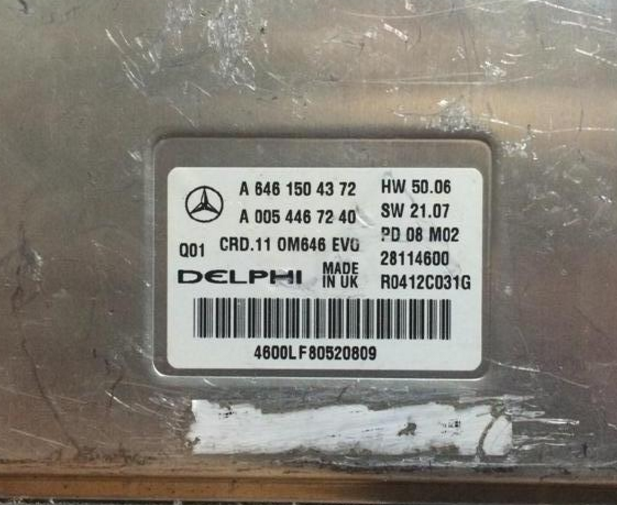 A 646 150 43 72 HW 50.06
A 005 446 72 40 SW 21.07
Q01 CRD.11 OM646 EVO PD 08 M02
DELPHI MADE IN UK 28114600
R0412C031G
4600LF80520809